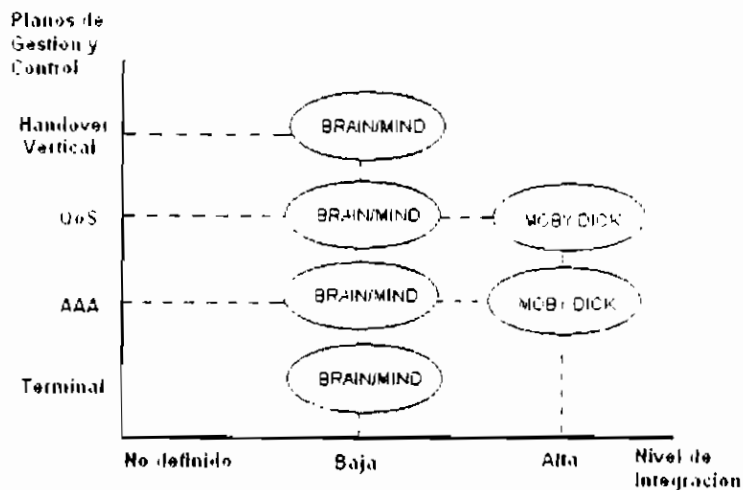 Planos de
Gestion y
Control
Handover
Vertical
BRAIN/MIND
QoS
BRAIN/MIND
MOBY DICK
AAA
BRAIN/MIND
MOBY DICK
Terminal
BRAIN/MIND
No definido
Baja
Alta
Nivel de
Integracion